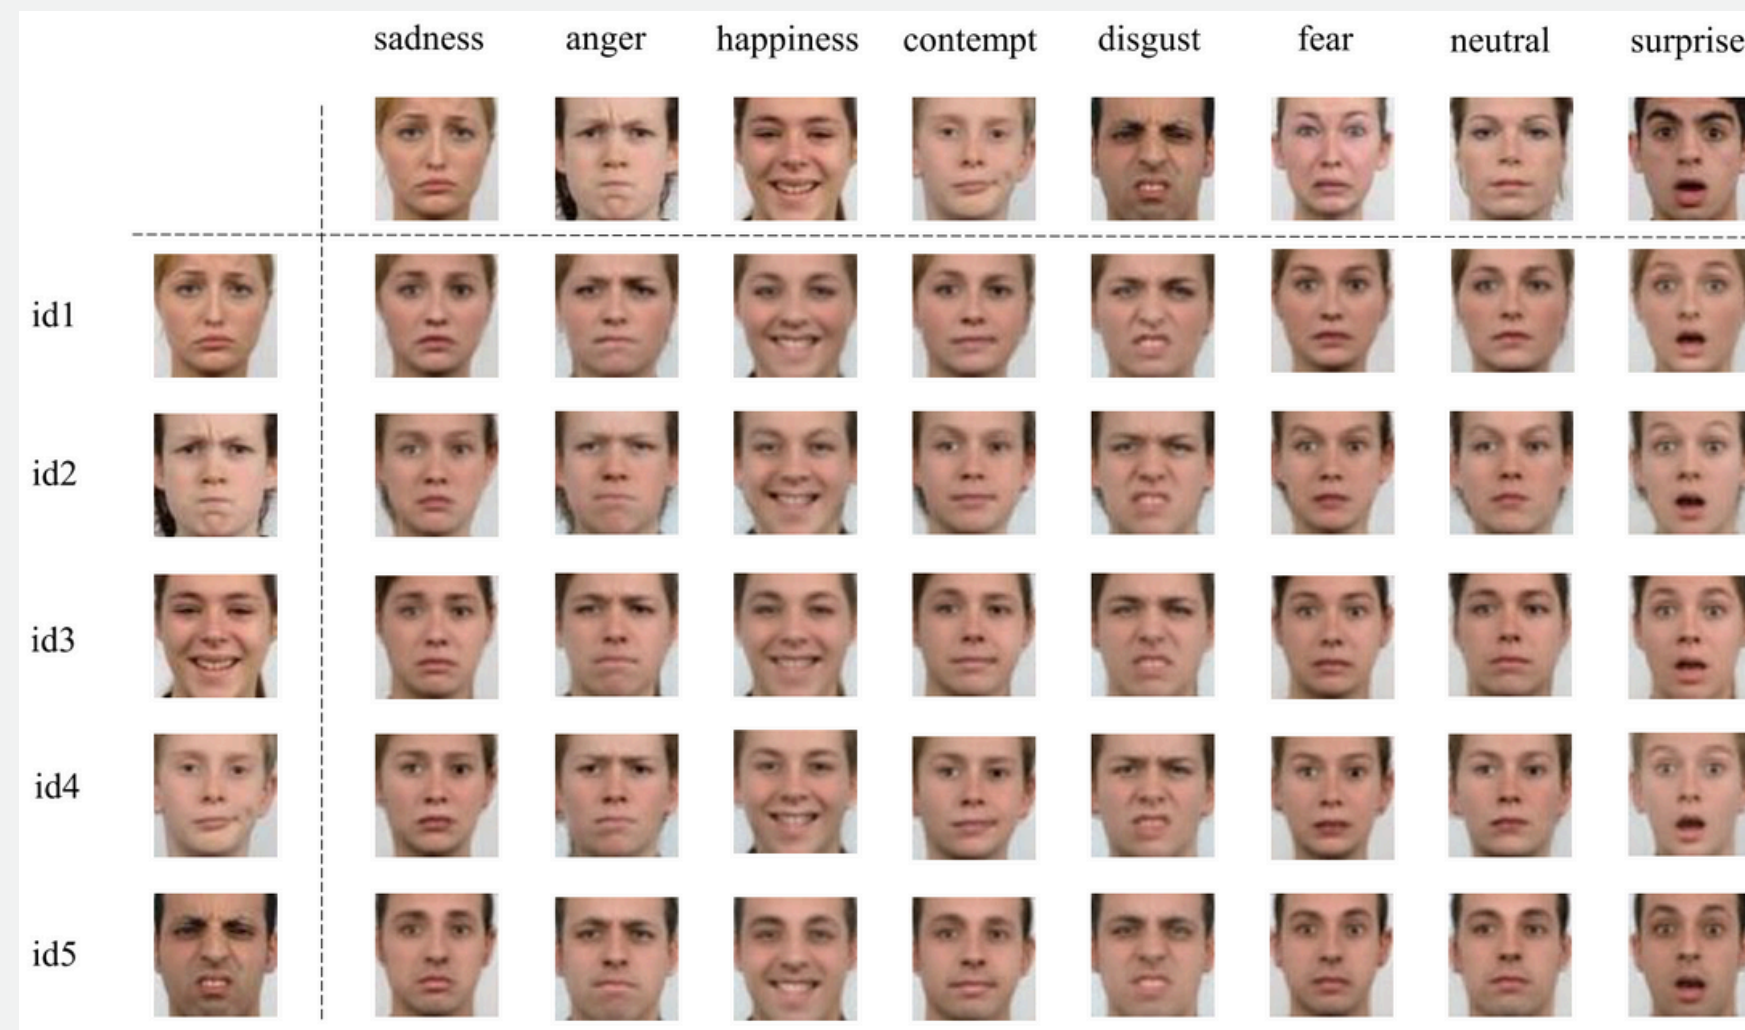 sadness anger happiness contempt disgust fear neutral surprise
id1
id2
id3
id4
id5